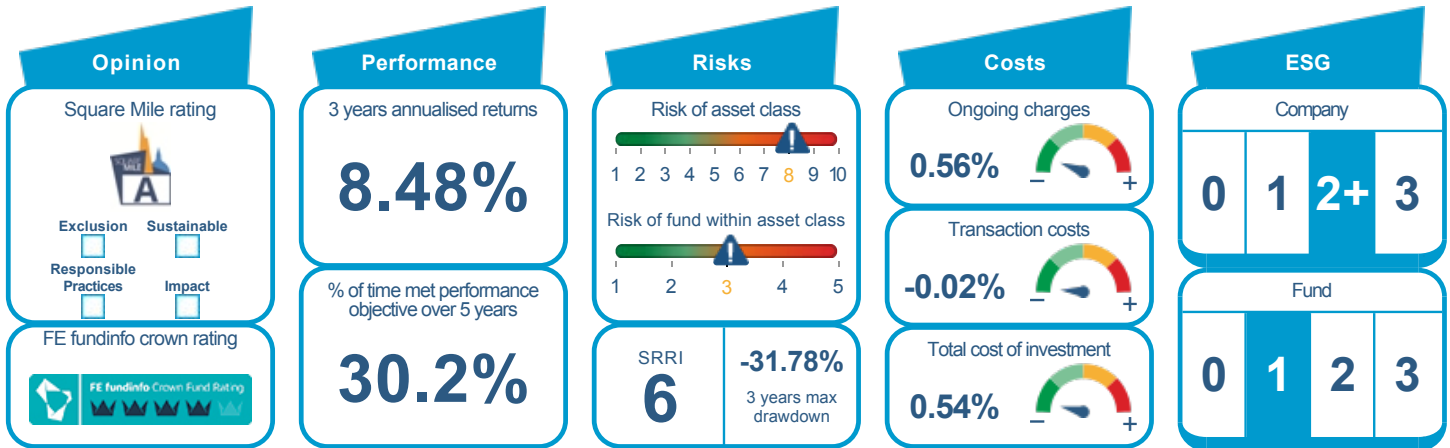 Opinion
Square Mile rating
SQUARE
MILE
A
Exclusion Sustainable
Responsible
Practices Impact
FE fundinfo crown rating
FE fundinfo Crown Fund Rating
Performance
3 years annualised returns
8.48%
% of time met performance
objective over 5 years
30.2%
Risks
Risk of asset class
!
1 2 3 4 5 6 7 8 9 10
Risk of fund within asset class
!
1 2 3 4 5
SRRI
6
-31.78%
3 years max
drawdown
Costs
Ongoing charges
0.56%
– +
Transaction costs
-0.02%
– +
Total cost of investment
0.54%
– +
ESG
Company
0 1 2+ 3
Fund
0 1 2 3